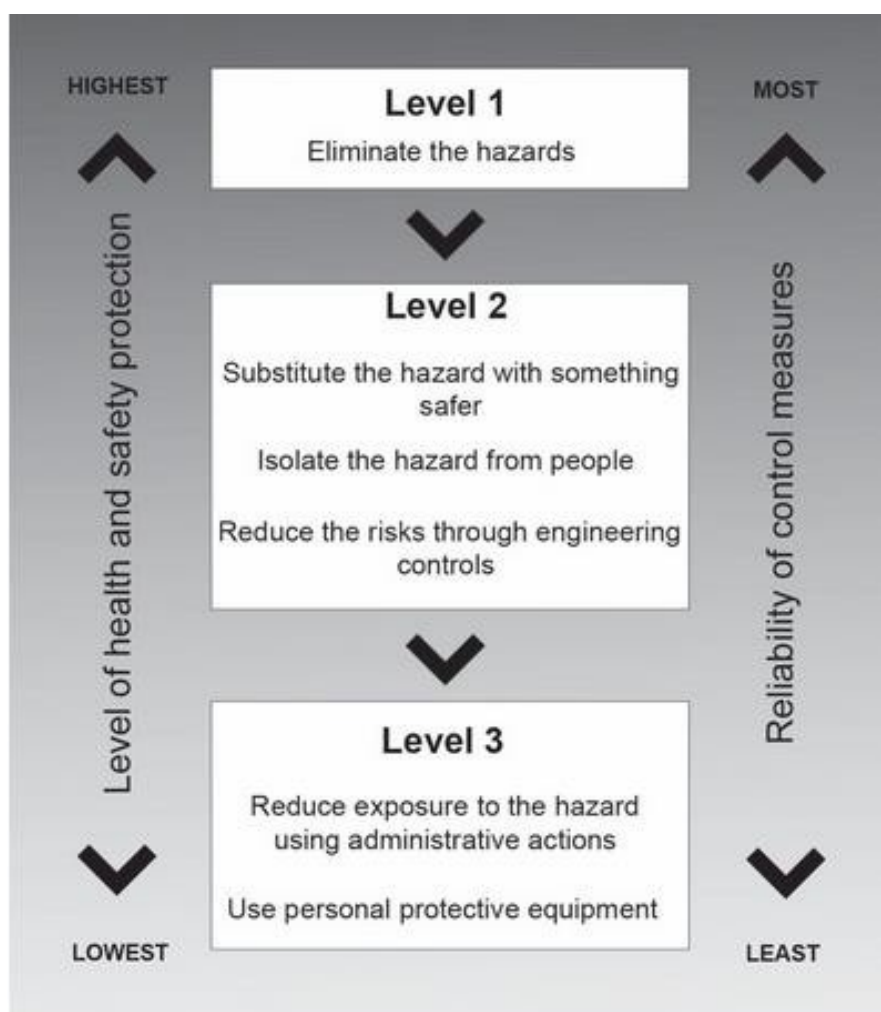 HIGHEST
MOST
Level 1
Eliminate the hazards
Level of health and safety protection
Reliability of control measures
Level 2
Substitute the hazard with something
safer
Isolate the hazard from people
Reduce the risks through engineering
controls
Level 3
Reduce exposure to the hazard
using administrative actions
Use personal protective equipment
LOWEST
LEAST